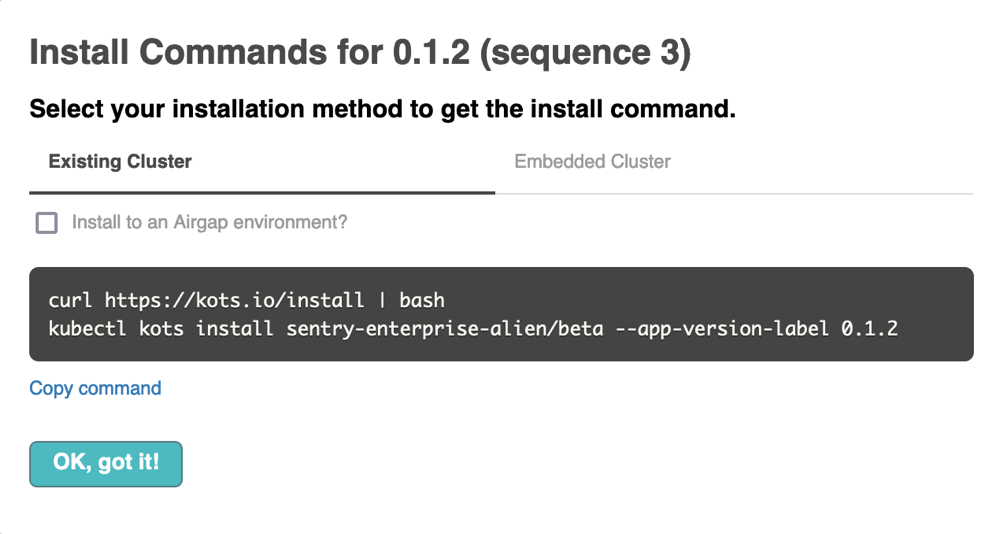 Install Commands for 0.1.2 (sequence 3)
Select your installation method to get the install command.
Existing Cluster
Embedded Cluster
Install to an Airgap environment?
curl https://kots.io/install | bash
kubectl kots install sentry-enterprise-alien/beta --app-version-label 0.1.2
Copy command
OK, got it!